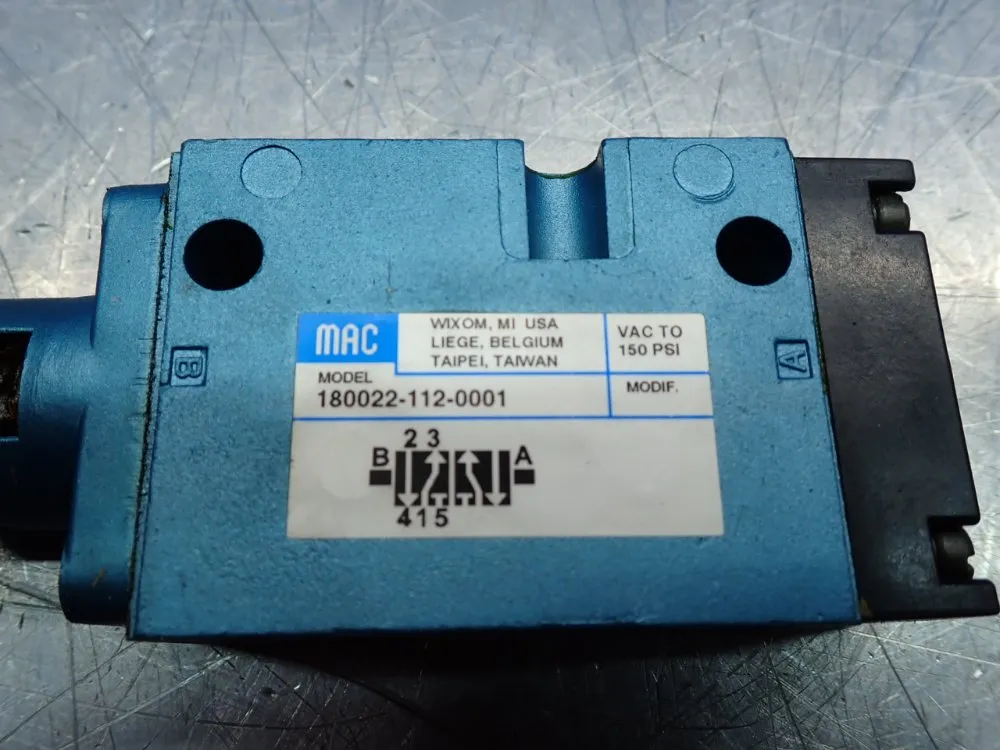 MAC
WIXOM, MI USA
LIEGE, BELGIUM
TAIPEI, TAIWAN
VAC TO
150 PSI
MODEL
180022-112-0001
MODIF.
2 3
B A
4 1 5
B
A